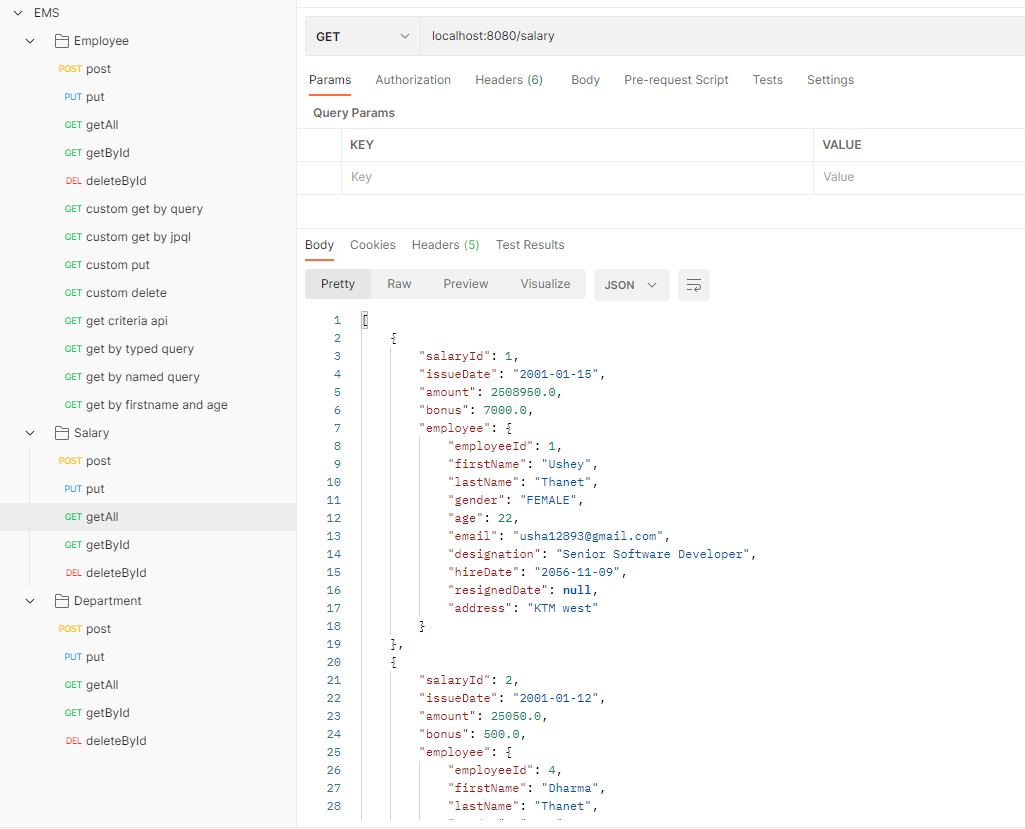 EMS
Employee
POST post
PUT put
GET getAll
GET getById
DEL deleteById
GET custom get by query
GET custom get by jpql
GET custom put
GET custom delete
GET get criteria api
GET get by typed query
GET get by named query
GET get by firstname and age
Salary
POST post
PUT put
GET getAll
GET getById
DEL deleteById
Department
POST post
PUT put
GET getAll
GET getById
DEL deleteById
GET localhost:8080/salary
Params Authorization Headers (6) Body Pre-request Script Tests Settings
Query Params
KEY VALUE
Key Value
Body Cookies Headers (5) Test Results
Pretty Raw Preview Visualize JSON
1 [
2 {
3 "salaryId": 1,
4 "issueDate": "2001-01-15",
5 "amount": 2508950.0,
6 "bonus": 7000.0,
7 "employee": {
8 "employeeId": 1,
9 "firstName": "Ushey",
10 "lastName": "Thanet",
11 "gender": "FEMALE",
12 "age": 22,
13 "email": "usha12893@gmail.com",
14 "designation": "Senior Software Developer",
15 "hireDate": "2056-11-09",
16 "resignedDate": null,
17 "address": "KTM west"
18 }
19 },
20 {
21 "salaryId": 2,
22 "issueDate": "2001-01-12",
23 "amount": 25050.0,
24 "bonus": 500.0,
25 "employee": {
26 "employeeId": 4,
27 "firstName": "Dharma",
28 "lastName": "Thanet",